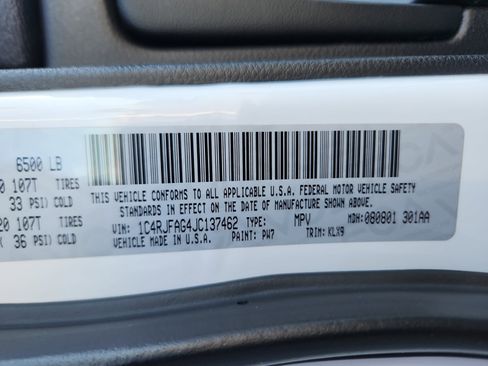 6500 LB
0 107T TIRES
33 PSI) COLD
20 107T TIRES
36 PSI) COLD
THIS VEHICLE CONFORMS TO ALL APPLICABLE U.S.A. FEDERAL MOTOR VEHICLE SAFETY
STANDARDS IN EFFECT ON THE DATE OF MANUFACTURE SHOWN ABOVE.
VIN: 1C4RJFAG4JC137462 TYPE: MPV MDH: 080801 301AA
VEHICLE MADE IN U.S.A. PAINT: PW7 TRIM: KLX9